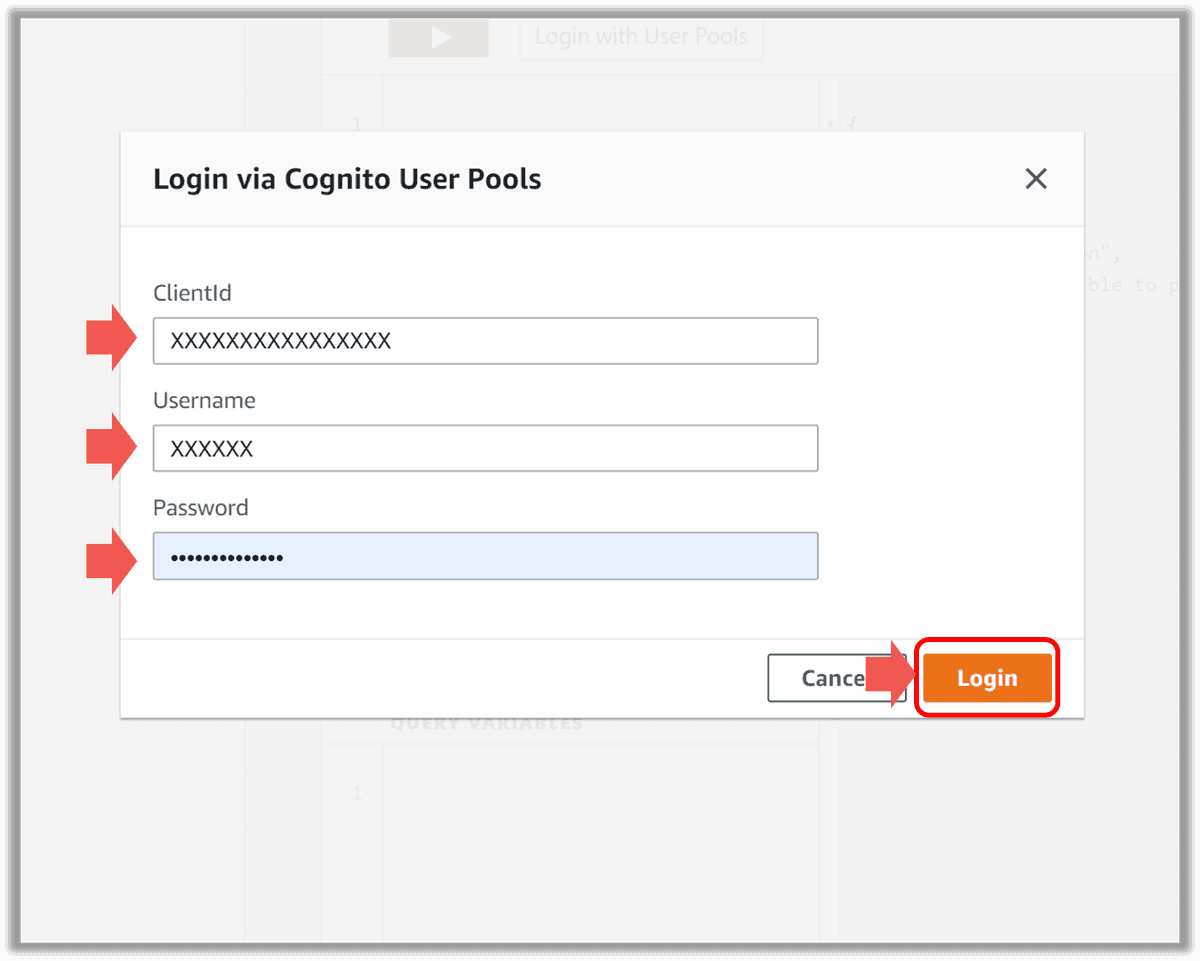 Login with User Pools
1
{
Login via Cognito User Pools
n",
ble to p
ClientId
XXXXXXXXXXXXXXXX
Username
XXXXXX
Password
••••••••••••••
Cance
Login
QUERY VARIABLES
1